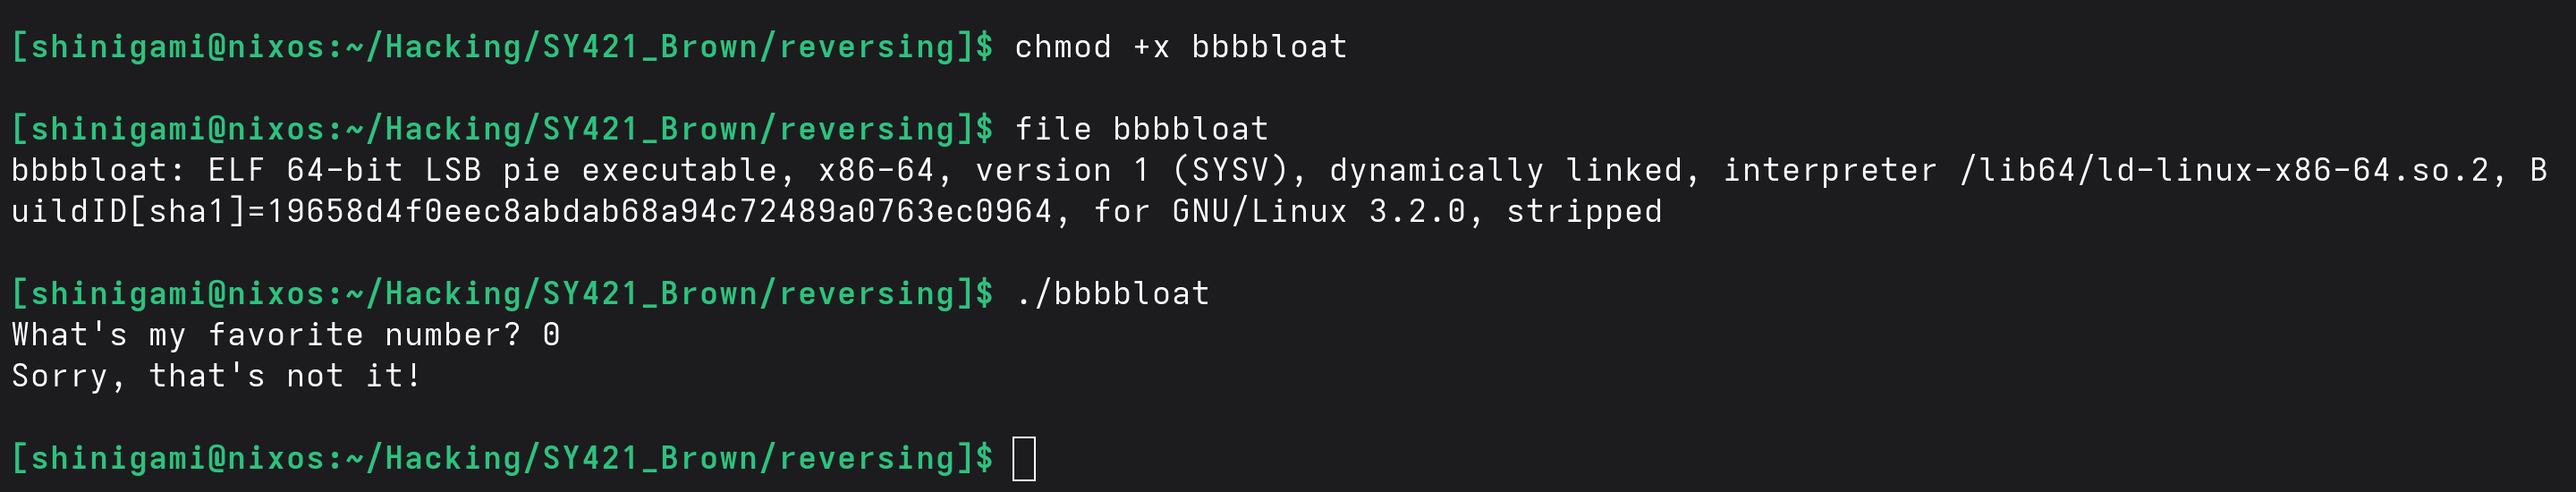 [shinigami@nixos:~/Hacking/SY421_Brown/reversing]$ chmod +x bbbbloat
[shinigami@nixos:~/Hacking/SY421_Brown/reversing]$ file bbbbloat
bbbbloat: ELF 64-bit LSB pie executable, x86-64, version 1 (SYSV), dynamically linked, interpreter /lib64/ld-linux-x86-64.so.2, B
uildID[sha1]=19658d4f0eec8abdab68a94c72489a0763ec0964, for GNU/Linux 3.2.0, stripped
[shinigami@nixos:~/Hacking/SY421_Brown/reversing]$ ./bbbbloat
What's my favorite number? 0
Sorry, that's not it!
[shinigami@nixos:~/Hacking/SY421_Brown/reversing]$